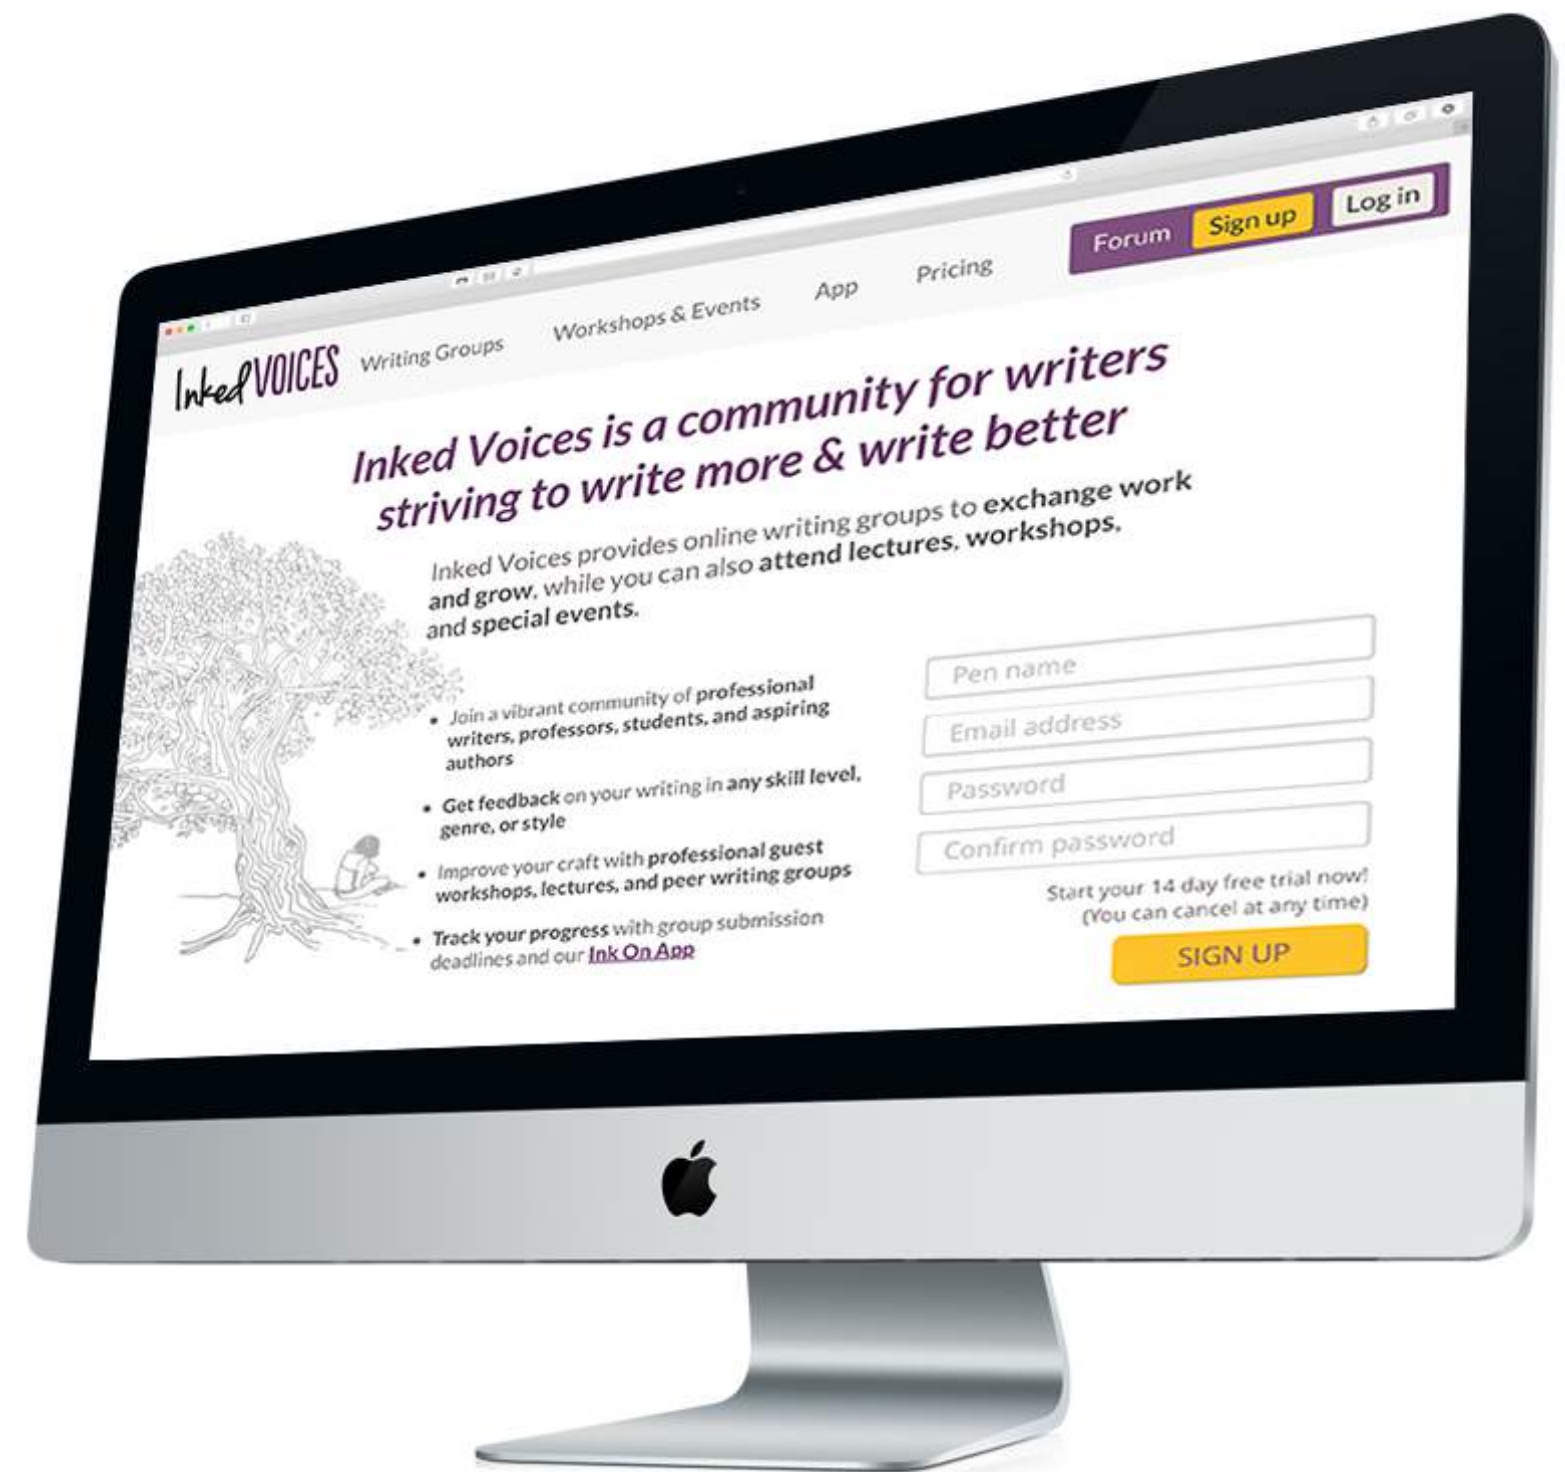 Inked VOICES
Writing Groups
Workshops & Events
App
Pricing
Forum
Sign up
Log in
Inked Voices is a community for writers
striving to write more & write better
Inked Voices provides online writing groups to exchange work
and grow, while you can also attend lectures, workshops,
and special events.
• Join a vibrant community of professional
writers, professors, students, and aspiring
authors
• Get feedback on your writing in any skill level,
genre, or style
• Improve your craft with professional guest
workshops, lectures, and peer writing groups
• Track your progress with group submission
deadlines and our Ink On App
Pen name
Email address
Password
Confirm password
Start your 14 day free trial now!
(You can cancel at any time)
SIGN UP